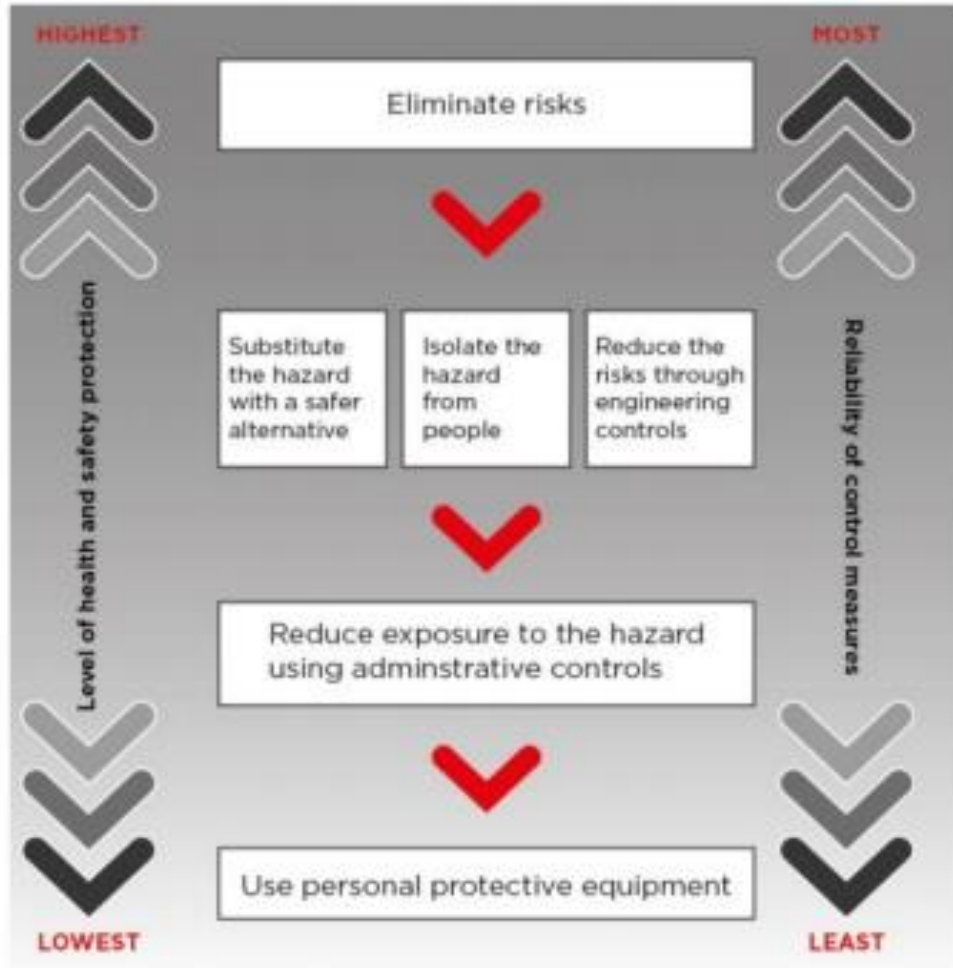 HIGHEST
MOST
Eliminate risks
Substitute
the hazard
with a safer
alternative
Isolate the
hazard
from
people
Reduce the
risks through
engineering
controls
Level of health and safety protection
Reliability of control measures
Reduce exposure to the hazard
using adminstrative controls
Use personal protective equipment
LOWEST
LEAST